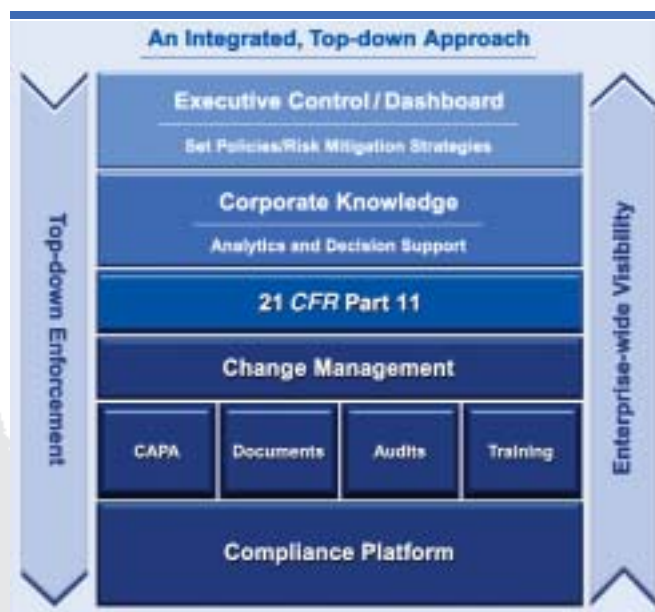 An Integrated, Top-down Approach
Executive Control/Dashboard
Set Policies/Risk Mitigation Strategies
Corporate Knowledge
Analytics and Decision Support
21 CFR Part 11
Change Management
CAPA
Documents
Audits
Training
Compliance Platform
Top-down Enforcement
Enterprise-wide Visibility